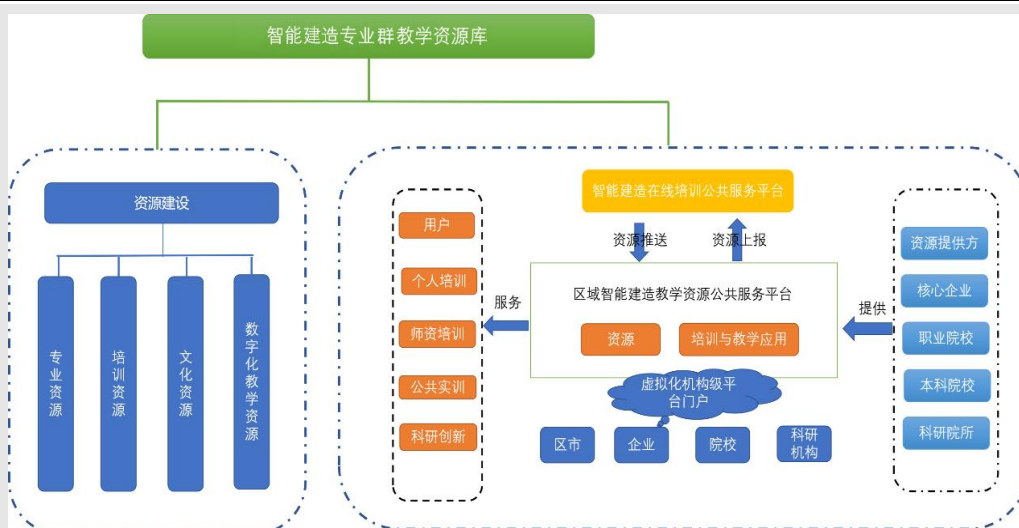 智能建造专业群教学资源库
资源建设
专业资源
培训资源
文化资源
数字化教学资源
用户
个人培训
师资培训
公共实训
科研创新
服务
智能建造在线培训公共服务平台
资源推送
资源上报
区域智能建造教学资源公共服务平台
资源
培训与教学应用
虚拟化机构级平
台门户
区市
企业
院校
科研
机构
提供
资源提供方
核心企业
职业院校
本科院校
科研院所